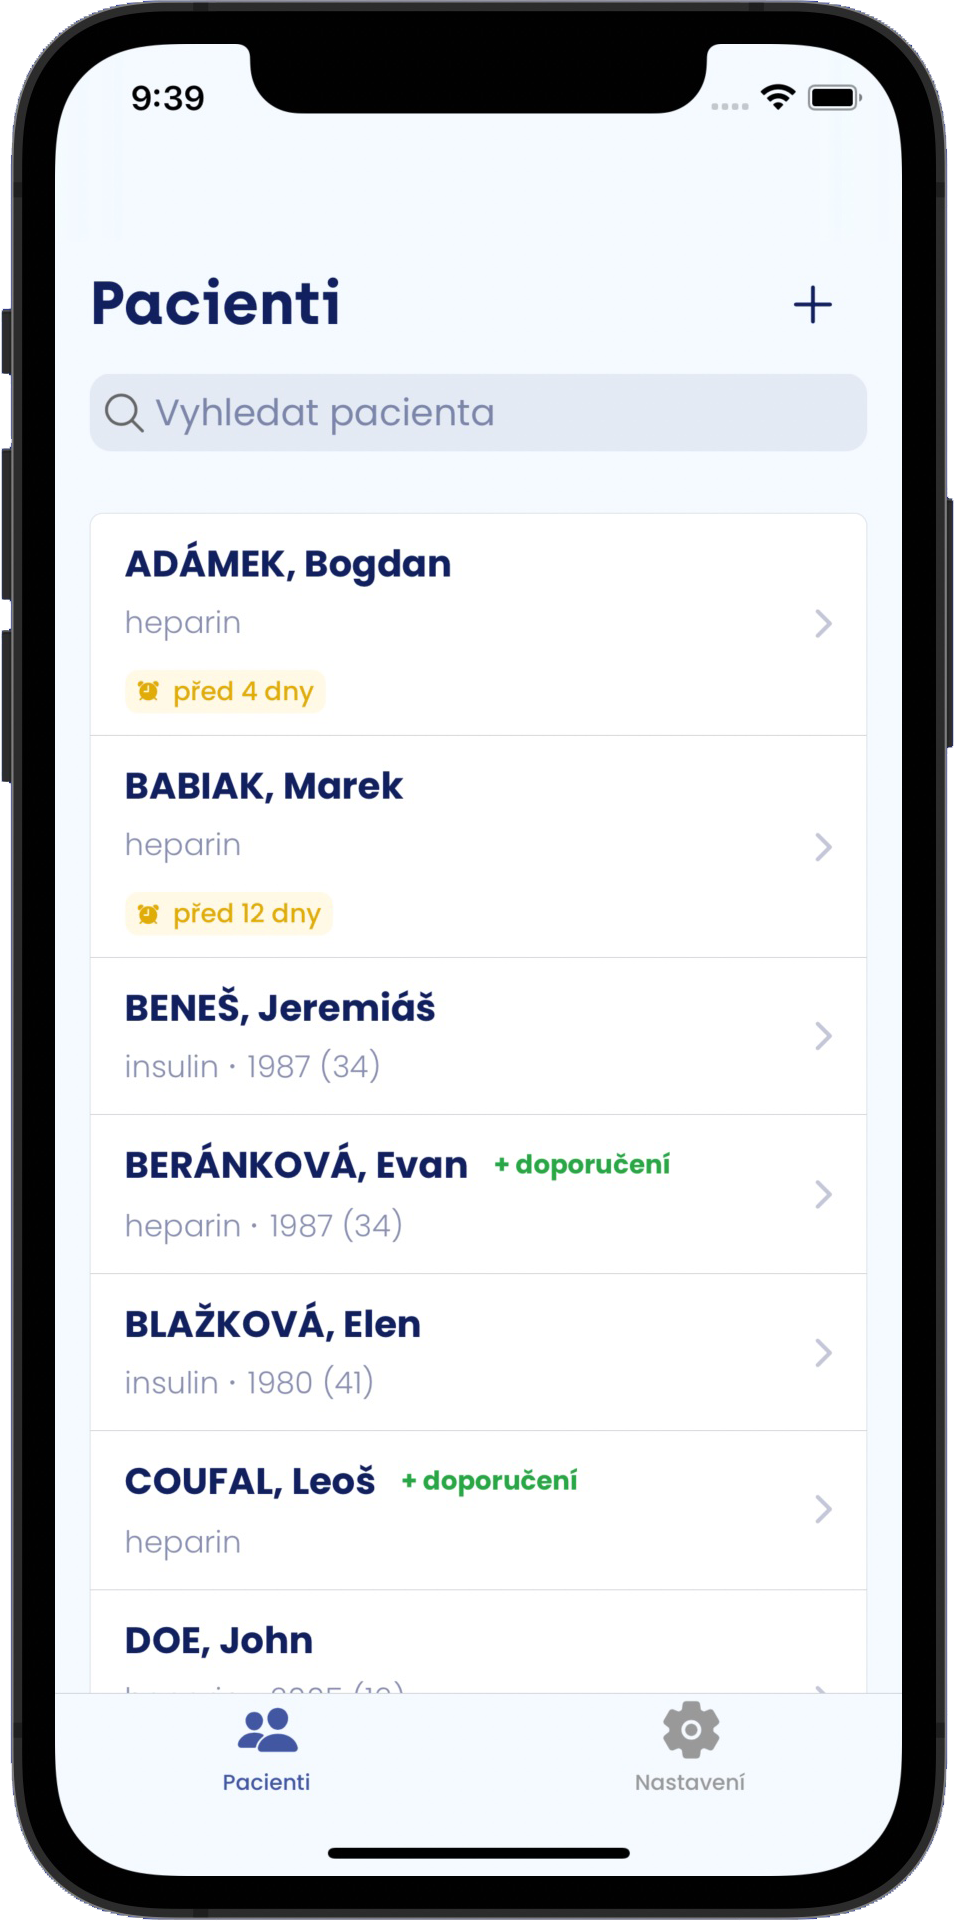 9:39
Pacienti
Vyhledat pacienta
ADÁMEK, Bogdan
heparin
před 4 dny
BABIAK, Marek
heparin
před 12 dny
BENEŠ, Jeremiáš
insulin · 1987 (34)
BERÁNKOVÁ, Evan + doporučení
heparin · 1987 (34)
BLAŽKOVÁ, Elen
insulin · 1980 (41)
COUFAL, Leoš + doporučení
heparin
DOE, John
Pacienti
Nastavení